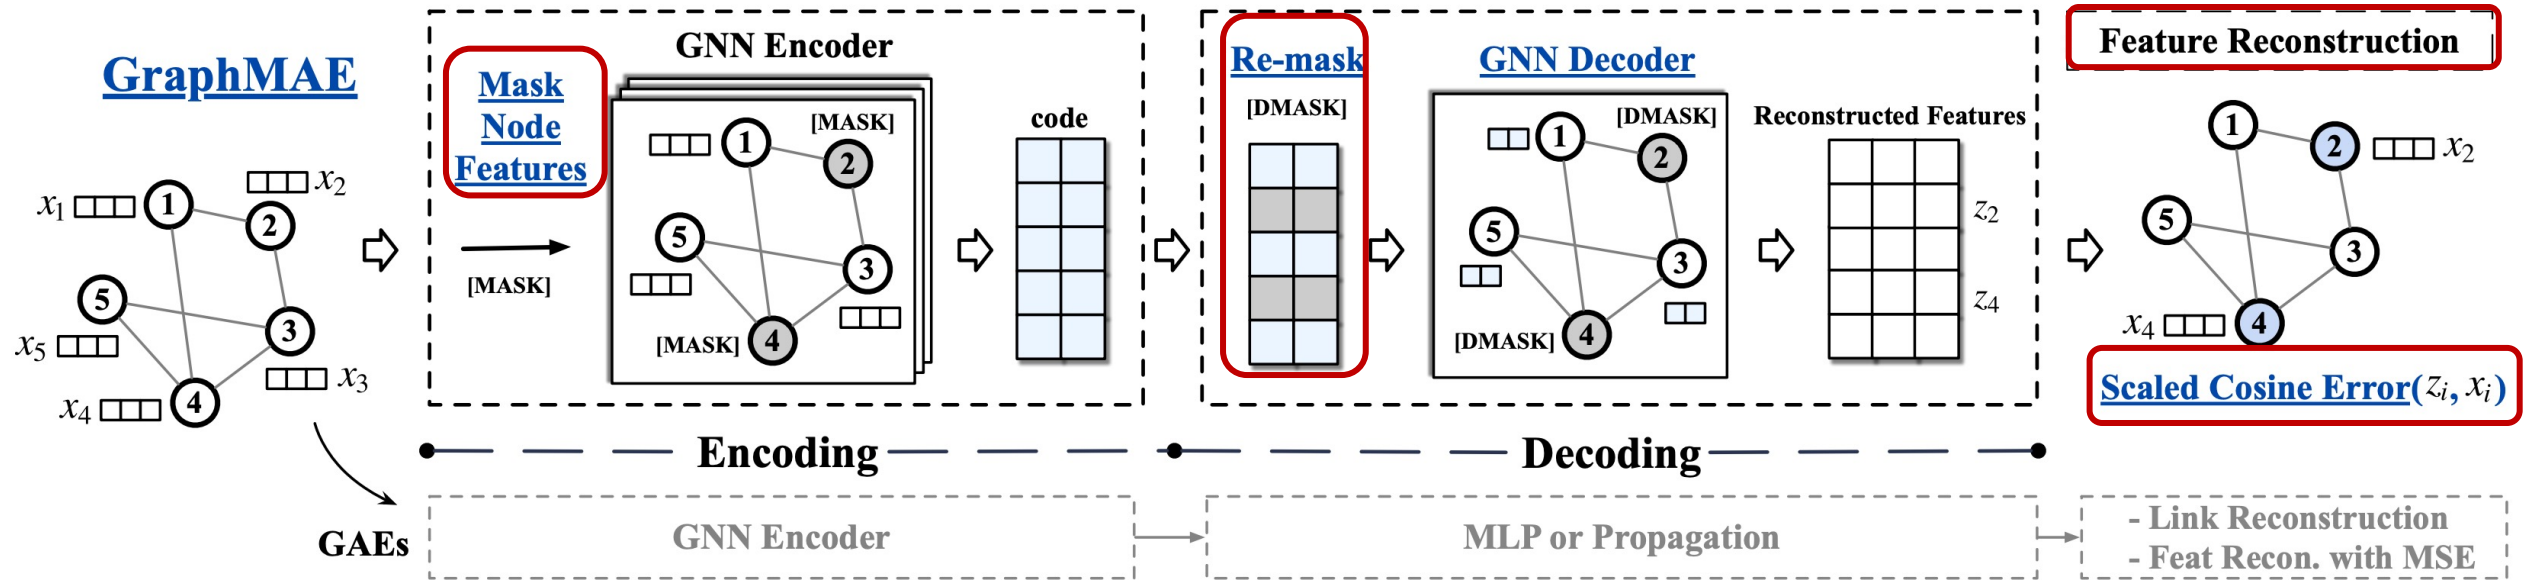 GraphMAE
x1
1
x2
2
5
3
x5
x3
x4
4
GAEs
Mask
Node
Features
[MASK]
GNN Encoder
1
[MASK]
2
5
3
[MASK]
4
code
Encoding
GNN Encoder
Re-mask
[DMASK]
GNN Decoder
1
[DMASK]
2
5
3
[DMASK]
4
Reconstructed Features
z2
z4
Decoding
MLP or Propagation
Feature Reconstruction
1
2
x2
5
3
x4
4
Scaled Cosine Error(zi, xi)
- Link Reconstruction
- Feat Recon. with MSE